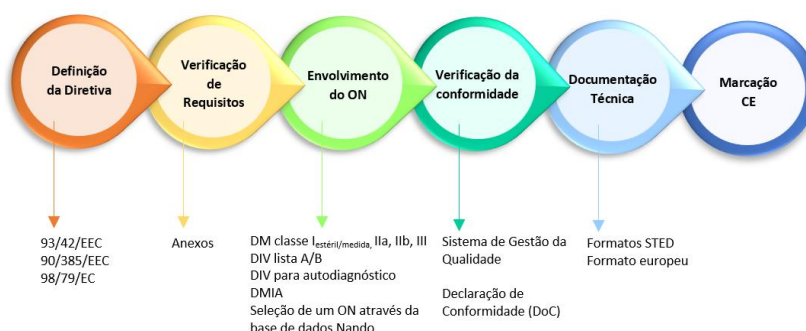 Definição
da Diretiva
Verificação
de
Requisitos
Envolvimento
do ON
Verificação da
conformidade
Documentação
Técnica
Marcação
CE
93/42/EEC
90/385/EEC
98/79/EC
Anexos
DM classe Iestéril/medida, IIa, IIb, III
DIV lista A/B
DIV para autodiagnóstico
DMIA
Seleção de um ON através da
base de dados Nando
Sistema de Gestão da
Qualidade
Declaração de
Conformidade (DoC)
Formatos STED
Formato europeu